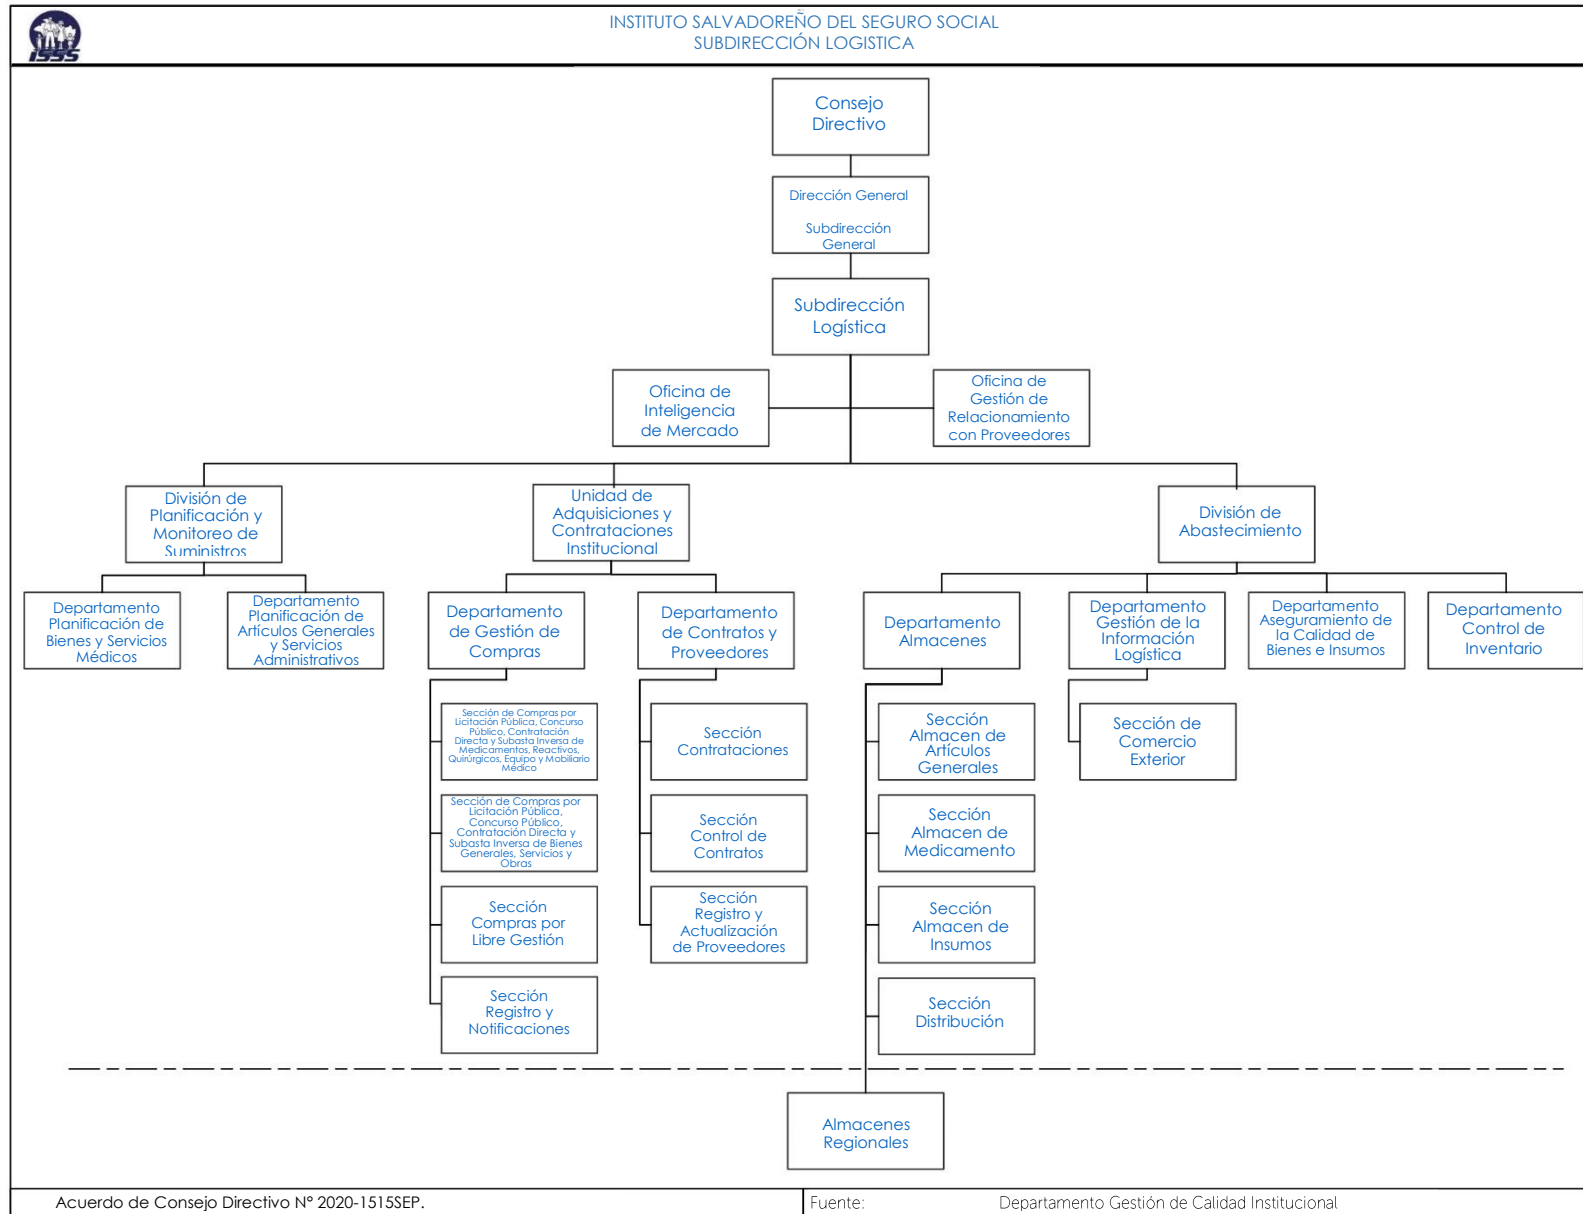 INSTITUTO SALVADOREÑO DEL SEGURO SOCIAL
SUBDIRECCIÓN LOGISTICA
ISSS
Consejo
Directivo
Dirección General
Subdirección
General
Subdirección
Logística
Oficina de
Inteligencia
de Mercado
Oficina de
Gestión de
Relacionamiento
con Proveedores
División de
Planificación y
Monitoreo de
Suministros
Unidad de
Adquisiciones y
Contrataciones
Institucional
División de
Abastecimiento
Departamento
Planificación de
Bienes y Servicios
Médicos
Departamento
Planificación de
Artículos Generales
y Servicios
Administrativos
Departamento
de Gestión de
Compras
Departamento
de Contratos y
Proveedores
Departamento
Almacenes
Departamento
Gestión de la
Información
Logística
Departamento
Aseguramiento de
la Calidad de
Bienes e Insumos
Departamento
Control de
Inventario
Sección de Compras por
Licitación Pública, Concurso
Público, Contratación
Directa y Subasta Inversa de
Medicamentos, Reactivos,
Quirúrgicos, Equipo y Mobiliario
Médico
Sección de Compras por
Licitación Pública,
Concurso Público,
Contratación Directa y
Subasta Inversa de Bienes
Generales, Servicios y
Obras
Sección
Compras por
Libre Gestión
Sección
Registro y
Notificaciones
Sección
Contrataciones
Sección
Control de
Contratos
Sección
Registro y
Actualización
de Proveedores
Sección
Almacen de
Artículos
Generales
Sección
Almacen de
Medicamento
Sección
Almacen de
Insumos
Sección
Distribución
Sección de
Comercio
Exterior
Almacenes
Regionales
Acuerdo de Consejo Directivo Nº 2020-1515SEP.
Fuente: Departamento Gestión de Calidad Institucional